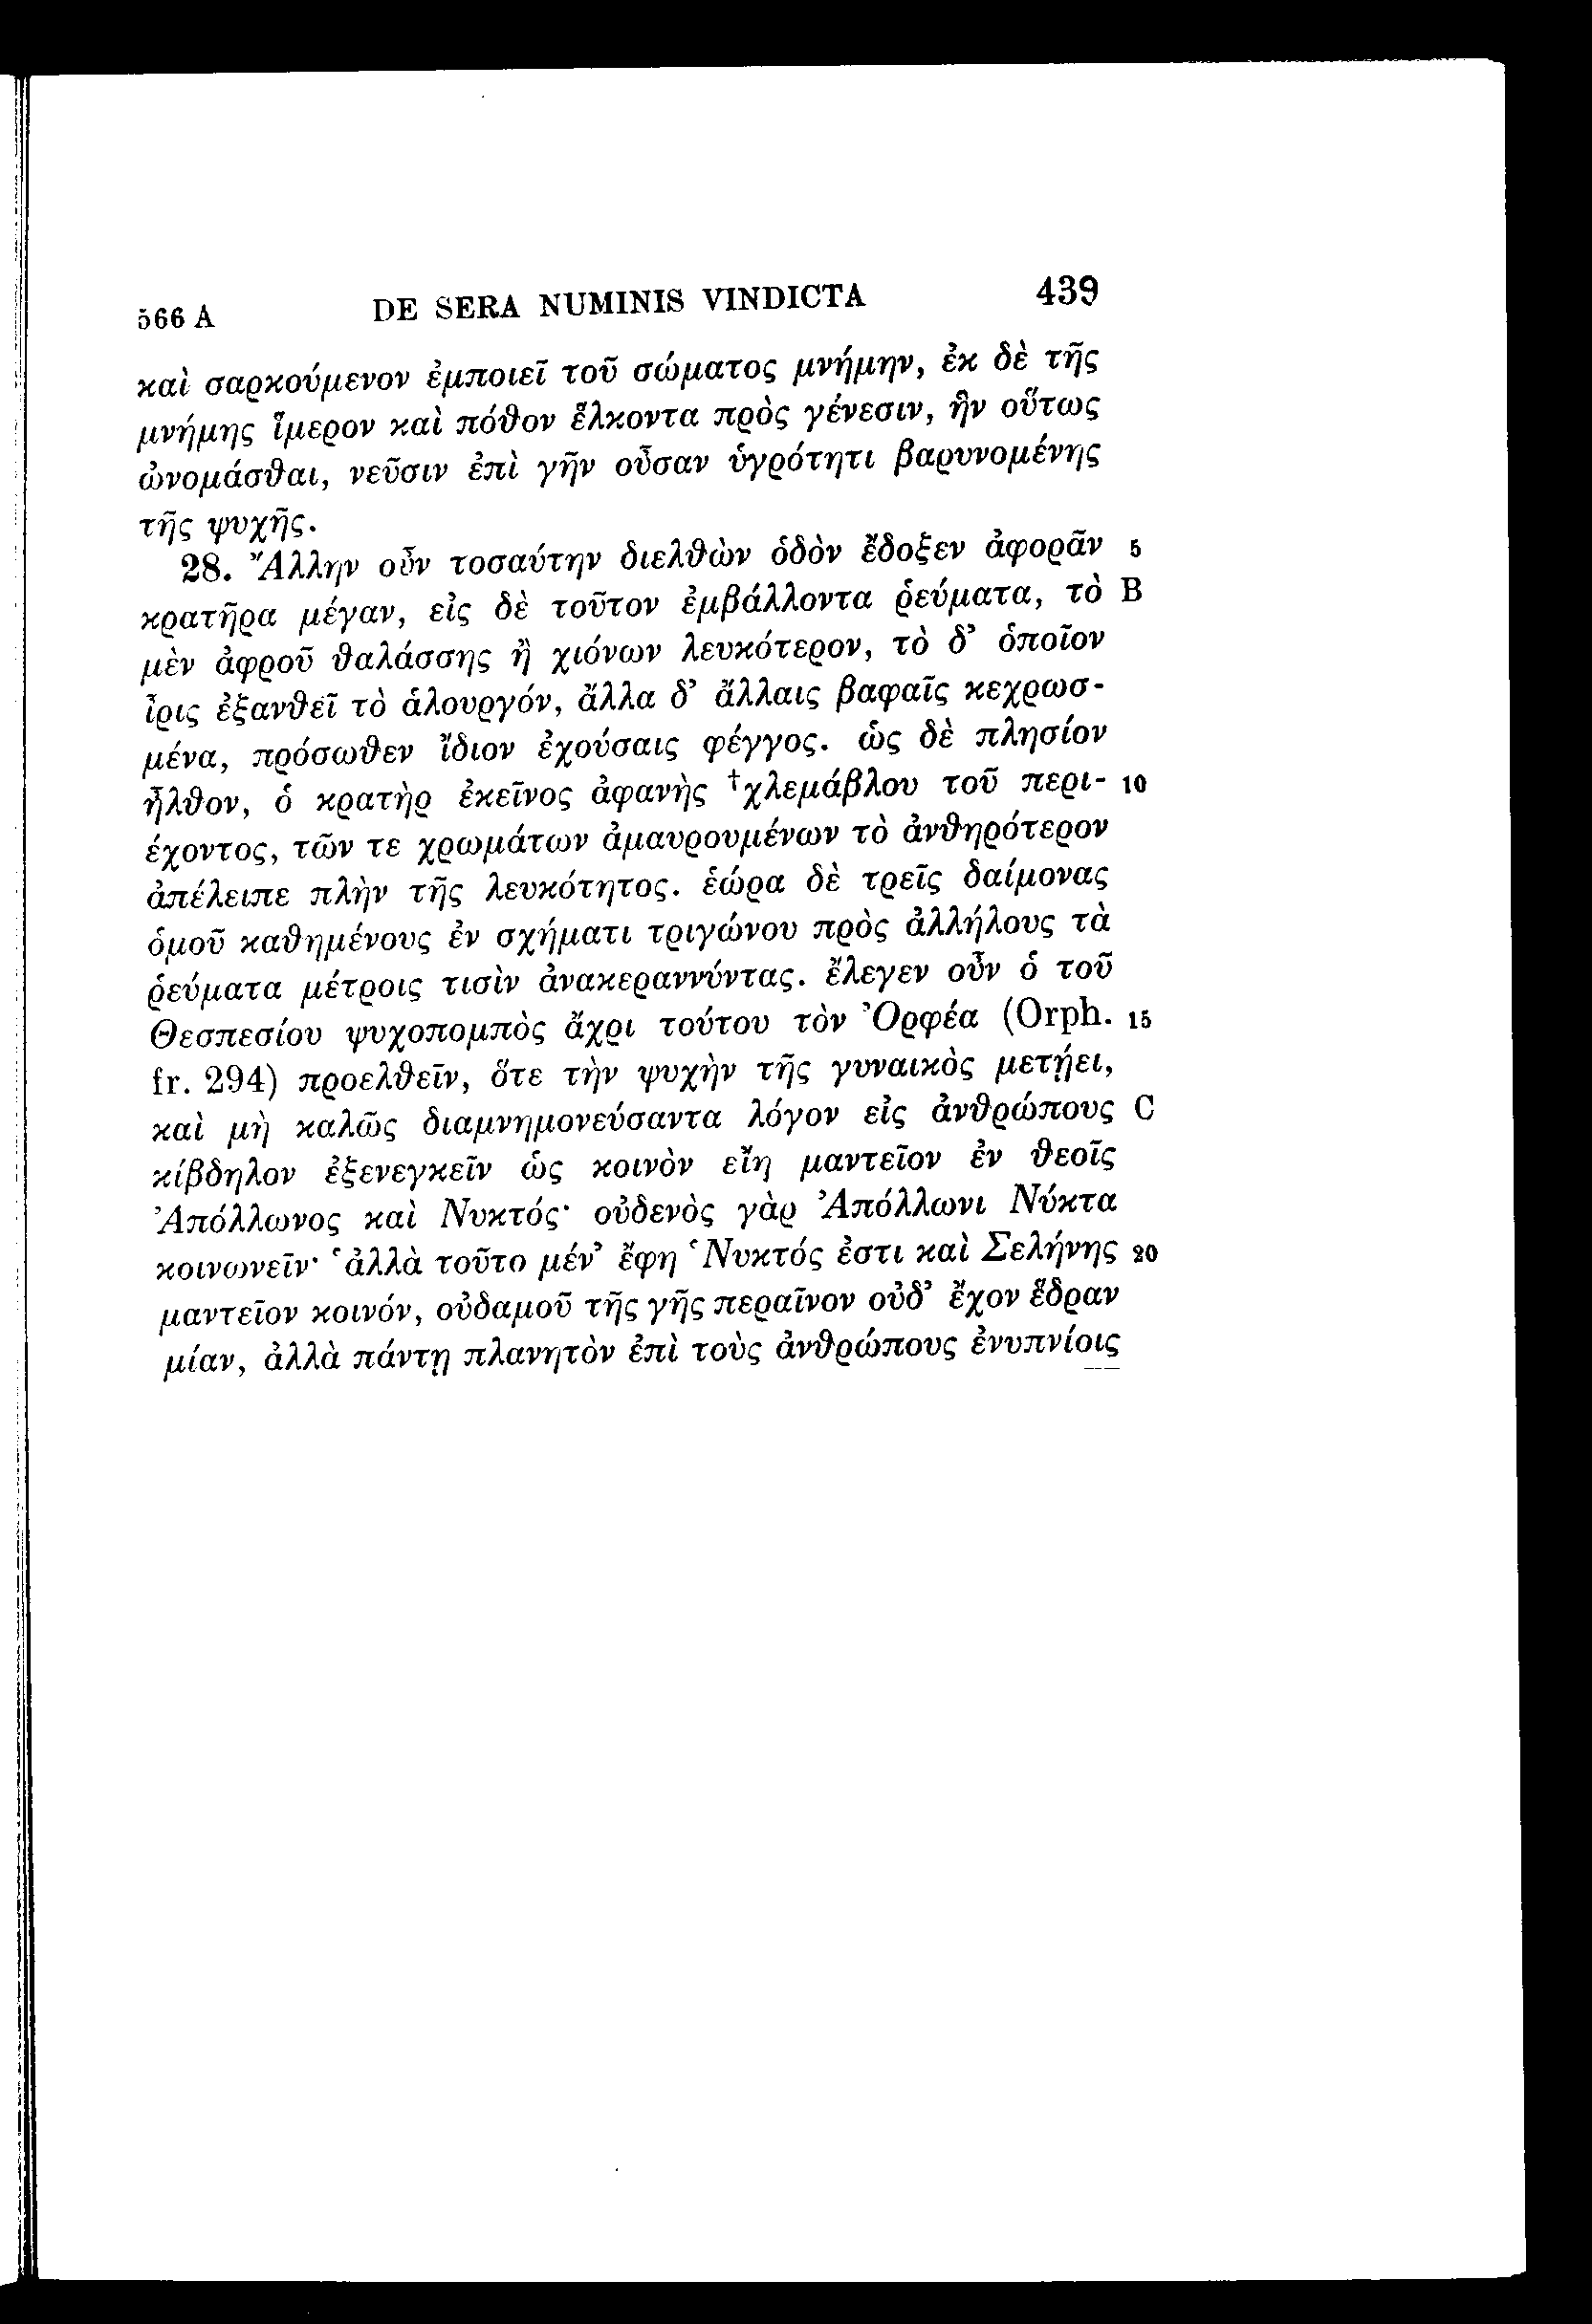 566 A DE SERA NUMINIS VINDICTA 439
καὶ σαρκούμενον ἐμποιεῖ τοῦ σώματος μνήμην, ἐκ δὲ τῆς
μνήμης ἵμερον καὶ πόθον ἕλκοντα πρὸς γένεσιν, ἣν οὕτως
ὠνομάσθαι, νεῦσιν ἐπὶ γῆν οὖσαν ὑγρότητι βαρυνομένης
τῆς ψυχῆς.
28. Ἄλλην οὖν τοσαύτην διελθὼν ὁδὸν ἔδοξεν ἀφορᾶν 5
κρατῆρα μέγαν, εἰς δὲ τοῦτον ἐμβάλλοντα ῥεύματα, τὸ B
μὲν ἀφροῦ θαλάσσης ἢ χιόνων λευκότερον, τὸ δ’ ὁποῖον
ἶρις ἐξανθεῖ τὸ ἁλουργόν, ἄλλα δ’ ἄλλαις βαφαῖς κεχρωσ-
μένα, πρόσωθεν ἴδιον ἐχούσαις φέγγος. ὡς δὲ πλησίον
ἦλθον, ὁ κρατὴρ ἐκεῖνος ἀφανὴς †χλεμάβλου τοῦ περι- 10
έχοντος, τῶν τε χρωμάτων ἀμαυρουμένων τὸ ἀνθηρότερον
ἀπέλειπε πλὴν τῆς λευκότητος. ἑώρα δὲ τρεῖς δαίμονας
ὁμοῦ καθημένους ἐν σχήματι τριγώνου πρὸς ἀλλήλους τὰ
ῥεύματα μέτροις τισὶν ἀνακεραννύντας. ἔλεγεν οὖν ὁ τοῦ
Θεσπεσίου ψυχοπομπὸς ἄχρι τούτου τὸν Ὀρφέα (Orph. 15
fr. 294) προελθεῖν, ὅτε τὴν ψυχὴν τῆς γυναικὸς μετῄει,
καὶ μὴ καλῶς διαμνημονεύσαντα λόγον εἰς ἀνθρώπους C
κίβδηλον ἐξενεγκεῖν ὡς κοινὸν εἴη μαντεῖον ἐν θεοῖς
Ἀπόλλωνος καὶ Νυκτός· οὐδενὸς γὰρ Ἀπόλλωνι Νύκτα
κοινωνεῖν· ‘ἀλλὰ τοῦτο μέν’ ἔφη ‘Νυκτός ἐστι καὶ Σελήνης 20
μαντεῖον κοινόν, οὐδαμοῦ τῆς γῆς περαῖνον οὐδ’ ἔχον ἕδραν
μίαν, ἀλλὰ πάντῃ πλανητὸν ἐπὶ τοὺς ἀνθρώπους ἐνυπνίοις